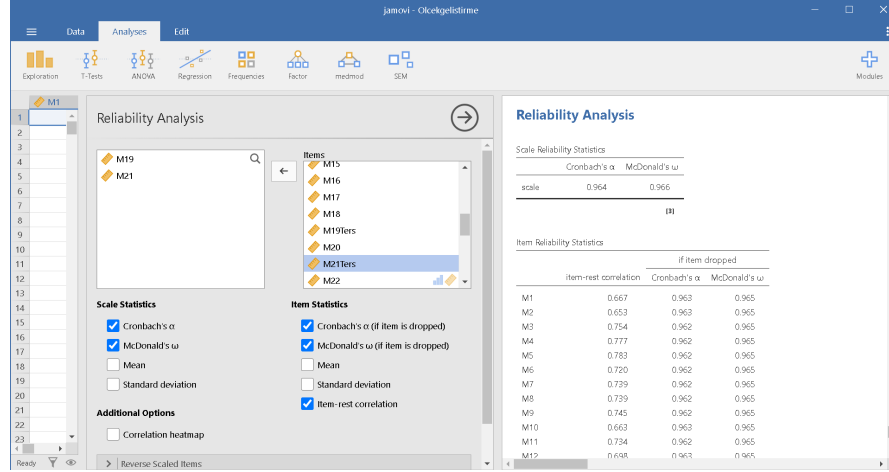 jamovi - Olcekgelistirme
Data Analyses Edit
Exploration T-Tests ANOVA Regression Frequencies Factor medmod SEM Modules
M1
1
2
3
4
5
6
7
8
9
10
11
12
13
14
15
16
17
18
19
20
21
22
23
Ready
Reliability Analysis
M19
M21
Items
M15
M16
M17
M18
M19Ters
M20
M21Ters
M22
Scale Statistics
Cronbach's α
McDonald's ω
Mean
Standard deviation
Additional Options
Correlation heatmap
Item Statistics
Cronbach's α (if item is dropped)
McDonald's ω (if item is dropped)
Mean
Standard deviation
Item-rest correlation
Reverse Scaled Items
Reliability Analysis
Scale Reliability Statistics
Cronbach's α McDonald's ω
scale 0.964 0.966
[3]
Item Reliability Statistics
if item dropped
item-rest correlation Cronbach's α McDonald's ω
M1 0.667 0.963 0.965
M2 0.653 0.963 0.965
M3 0.754 0.962 0.965
M4 0.777 0.962 0.965
M5 0.783 0.962 0.965
M6 0.720 0.962 0.965
M7 0.739 0.962 0.965
M8 0.739 0.962 0.965
M9 0.745 0.962 0.965
M10 0.663 0.963 0.965
M11 0.734 0.962 0.965
M12 0.698 0.963 0.965